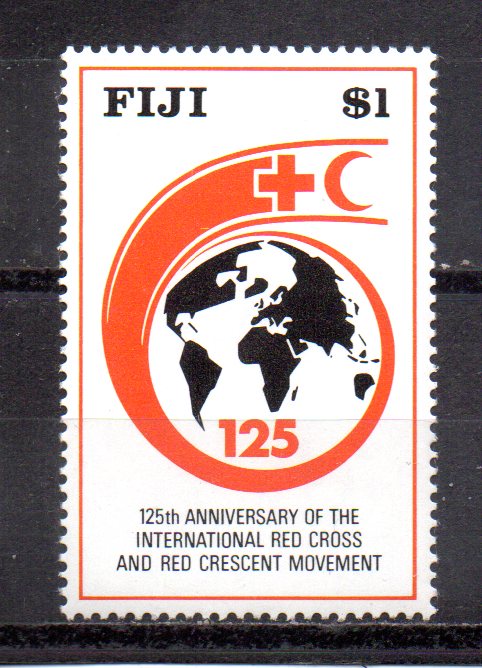 FIJI $1
125
125th ANNIVERSARY OF THE
INTERNATIONAL RED CROSS
AND RED CRESCENT MOVEMENT